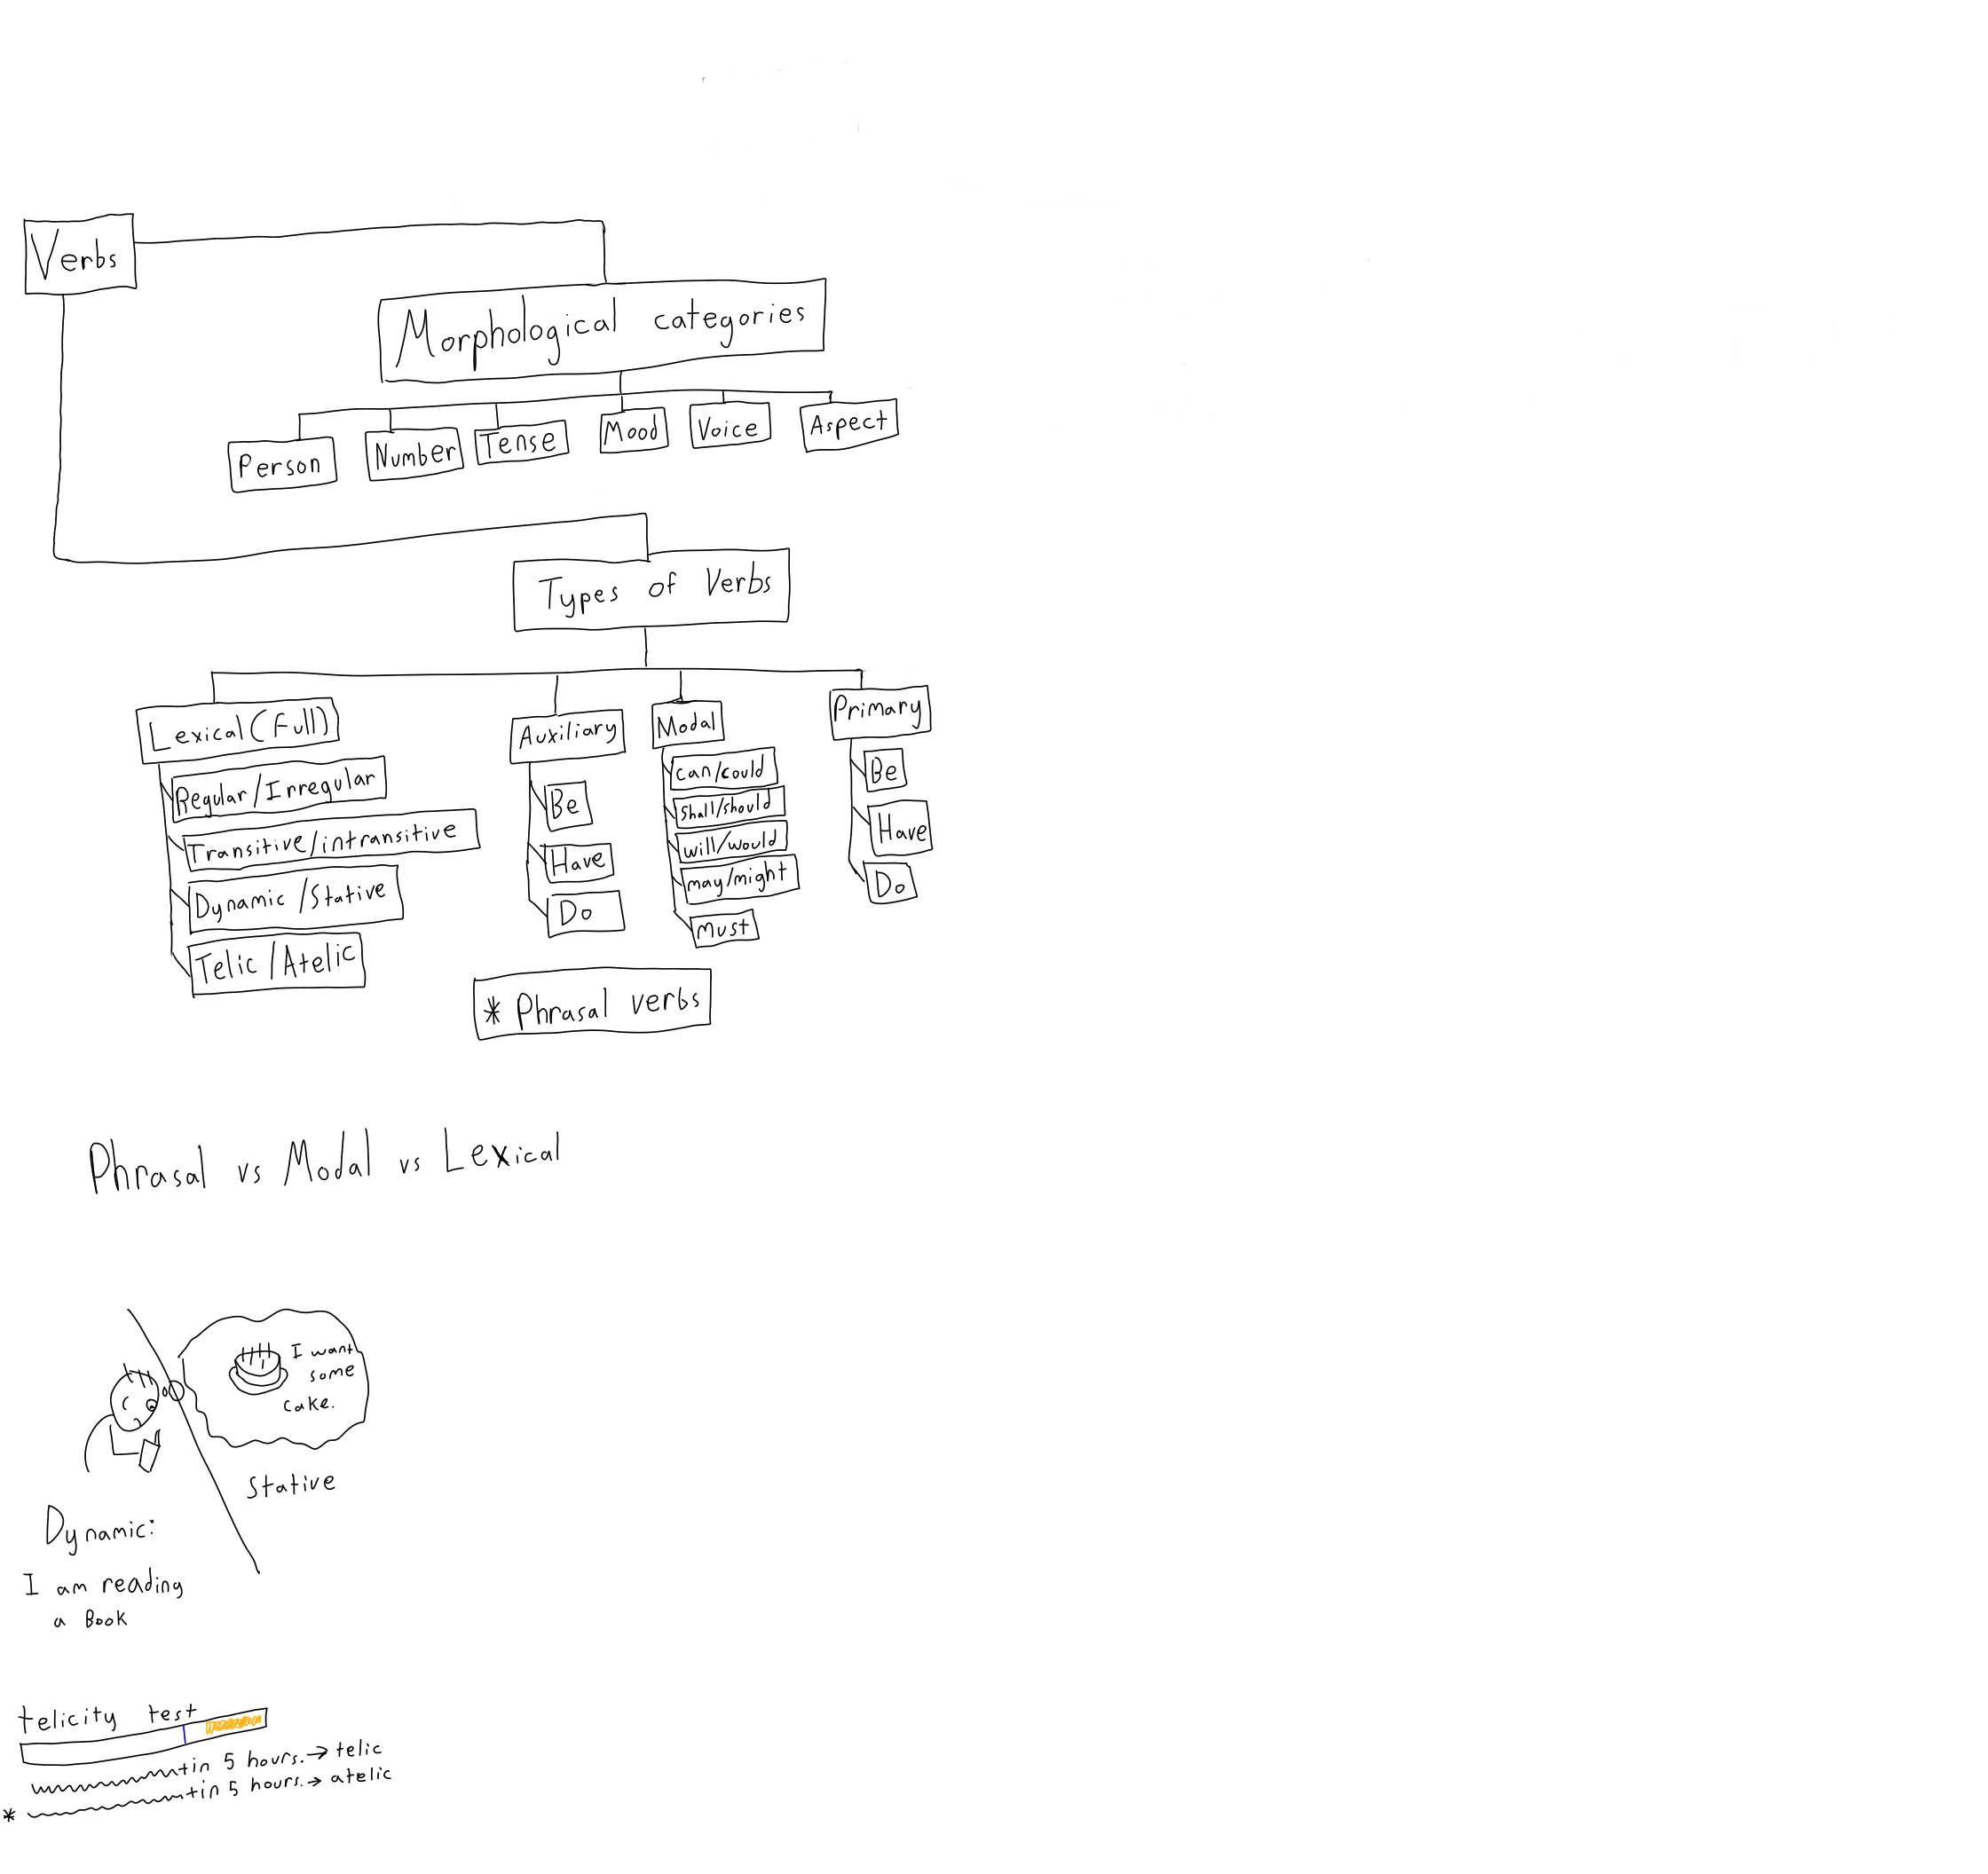 Verbs
Morphological categories
Person Number Tense Mood Voice Aspect
Types of Verbs
Lexical (Full)
Regular/Irregular
Transitive/intransitive
Dynamic/Stative
Telic/Atelic
Auxiliary
Be
Have
Do
Modal
can/could
shall/should
will/would
may/might
must
Primary
Be
Have
Do
* Phrasal verbs
Phrasal vs Modal vs Lexical
I want
some
cake.
Stative
Dynamic:
I am reading
a Book
telicity test
+in 5 hours. → telic
* +in 5 hours. → atelic